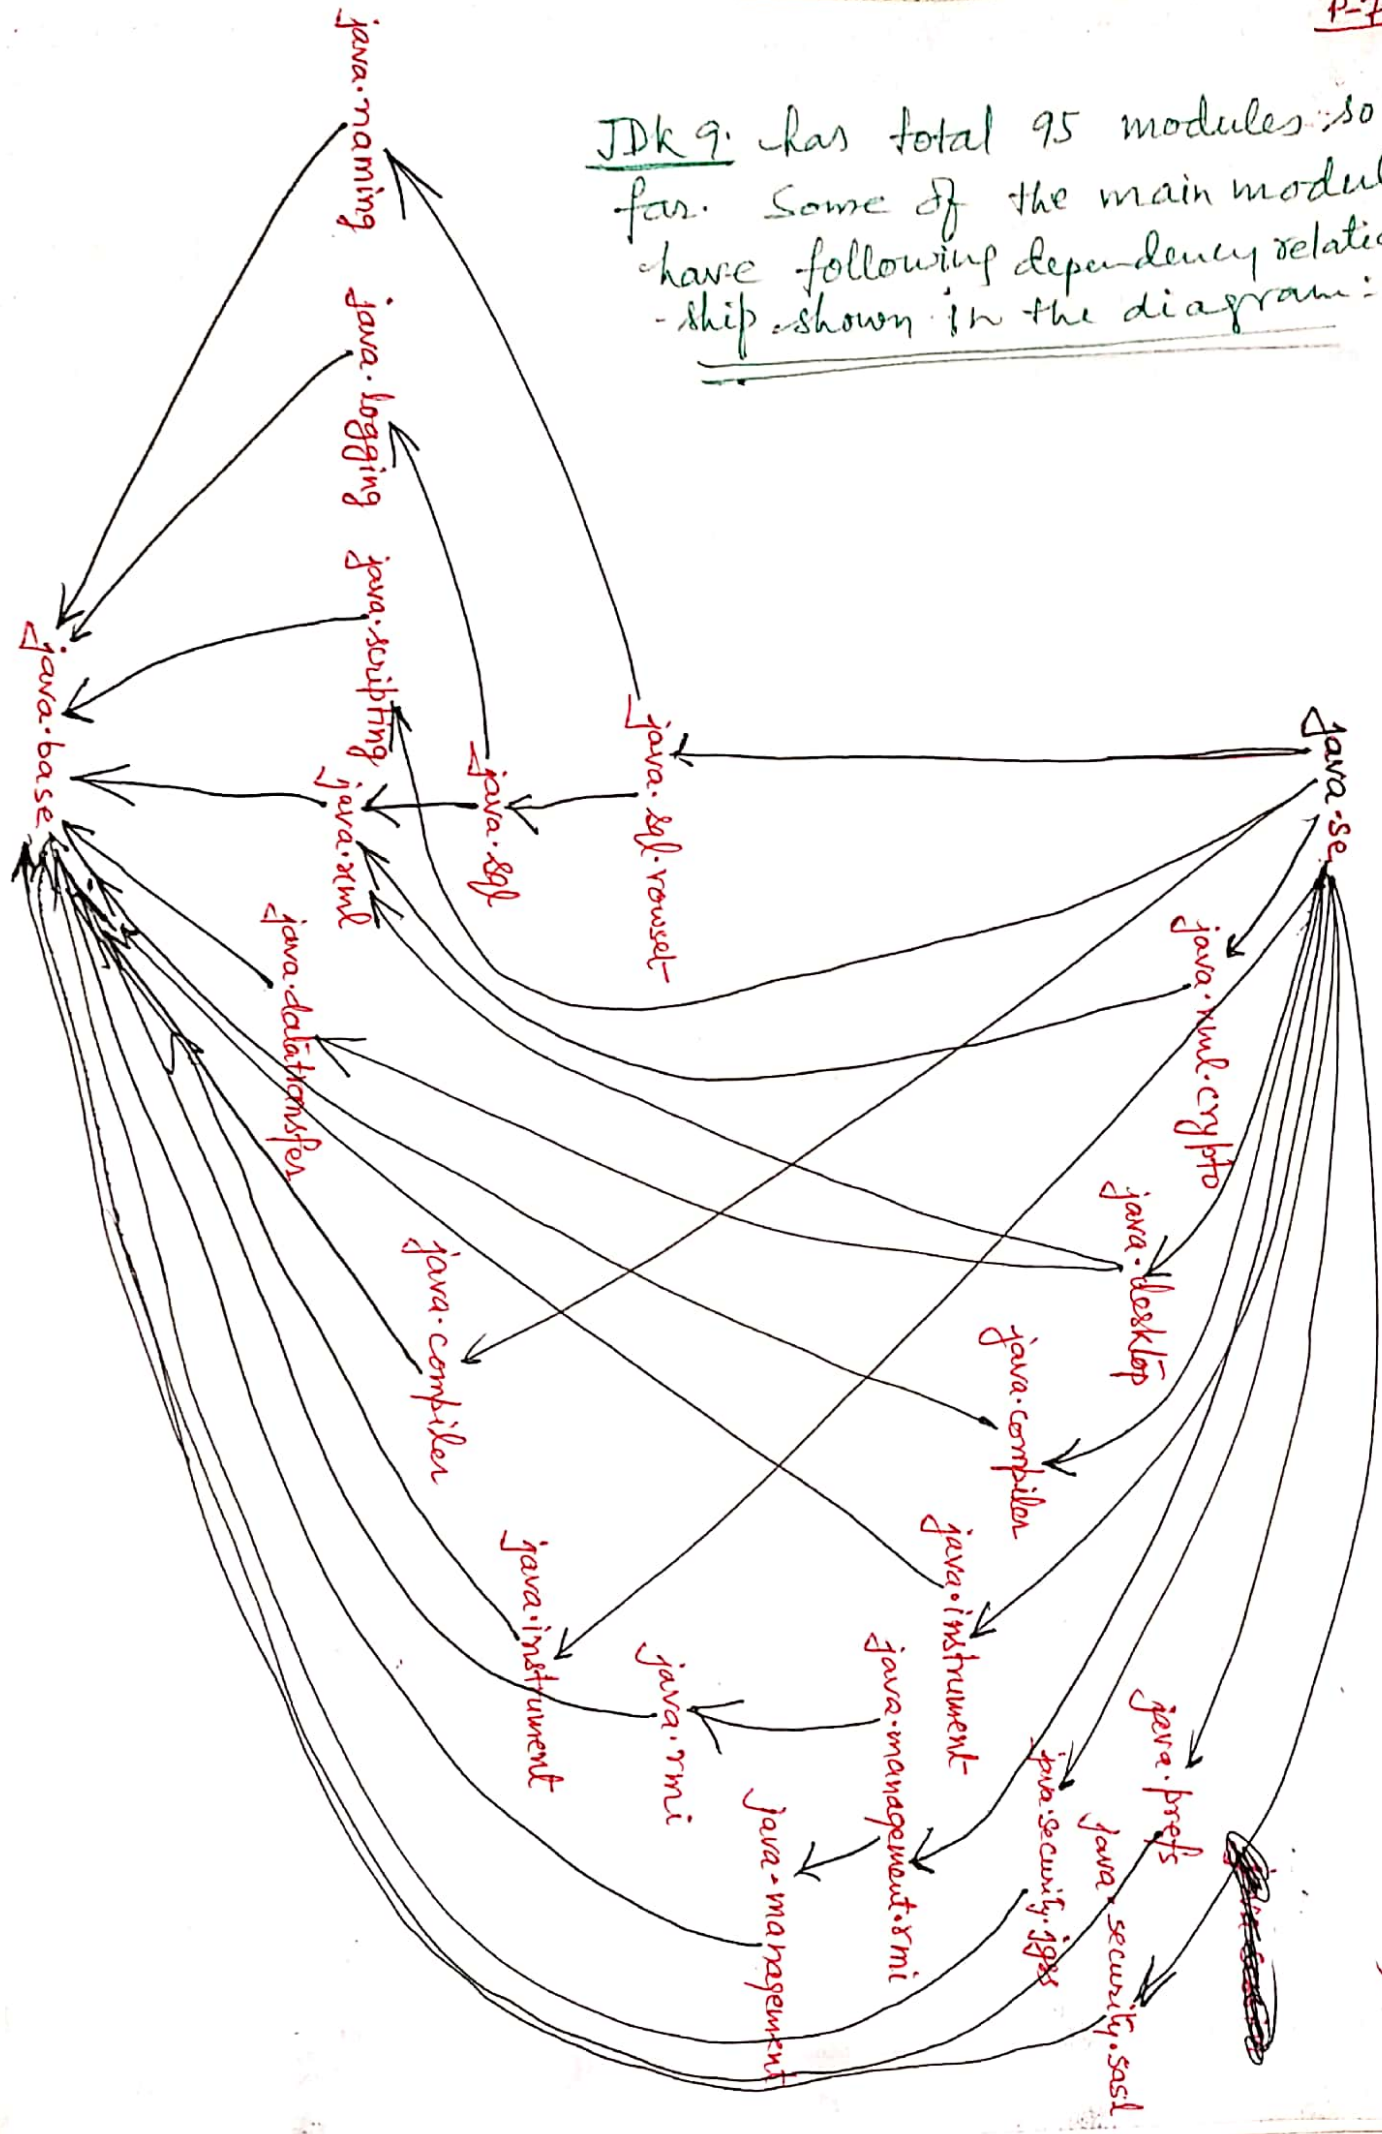 P-7
JDK 9. has total 95 modules so
far. Some of the main modul
have following dependency relatio
-ship shown in the diagram:
java.se
java.xml.crypto
java.desktop
java.compiler
java.instrument
java.prefs
java.security.sasl
java.security.jgss
java.management.rmi
java.management
java.rmi
java.instrument
java.compiler
java.sql.rowset
java.sql
java.naming
java.logging
java.scripting
java.xml
java.datatransfer
java.base